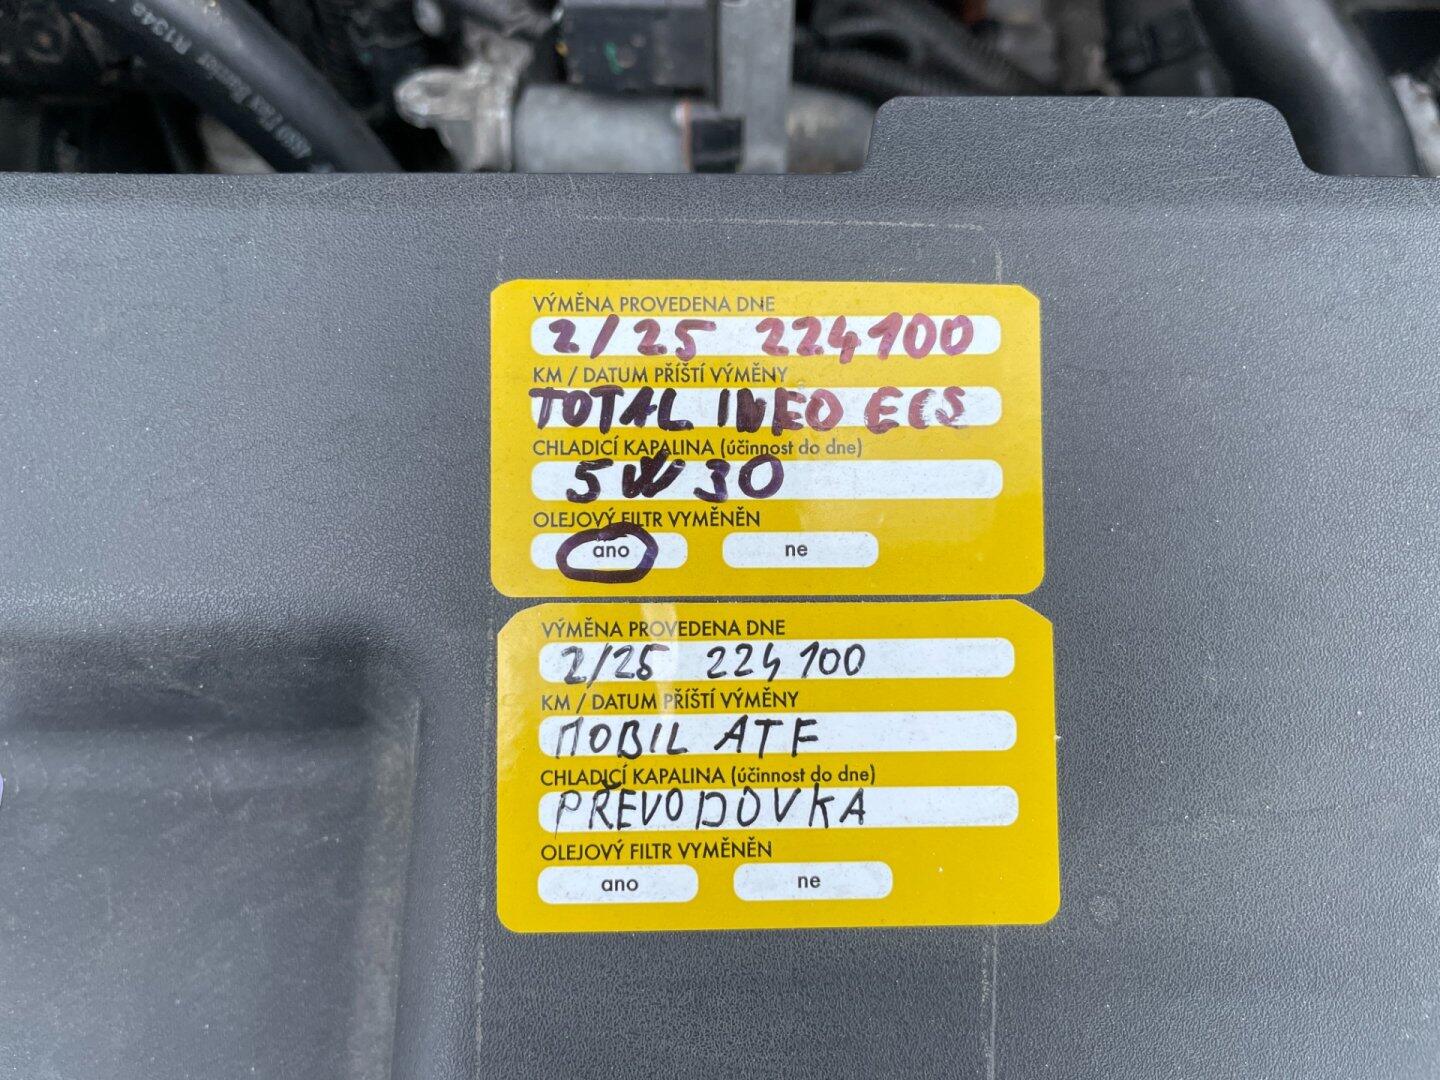 R1346
VÝMĚNA PROVEDENA DNE
2/25 224100
KM / DATUM PŘÍŠTÍ VÝMĚNY
TOTAL INEO ECS
CHLADICÍ KAPALINA (účinnost do dne)
5W30
OLEJOVÝ FILTR VYMĚNĚN
ano ne
VÝMĚNA PROVEDENA DNE
2/25 224100
KM / DATUM PŘÍŠTÍ VÝMĚNY
MOBIL ATF
CHLADICÍ KAPALINA (účinnost do dne)
PŘEVODOVKA
OLEJOVÝ FILTR VYMĚNĚN
ano ne